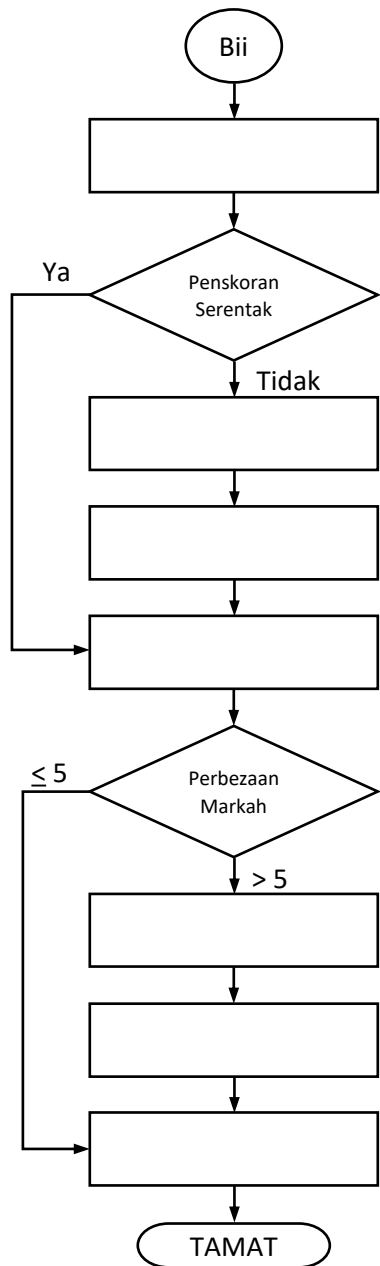 Bii
Ya
Penskoran
Serentak
Tidak
≤ 5
Perbezaan
Markah
> 5
TAMAT